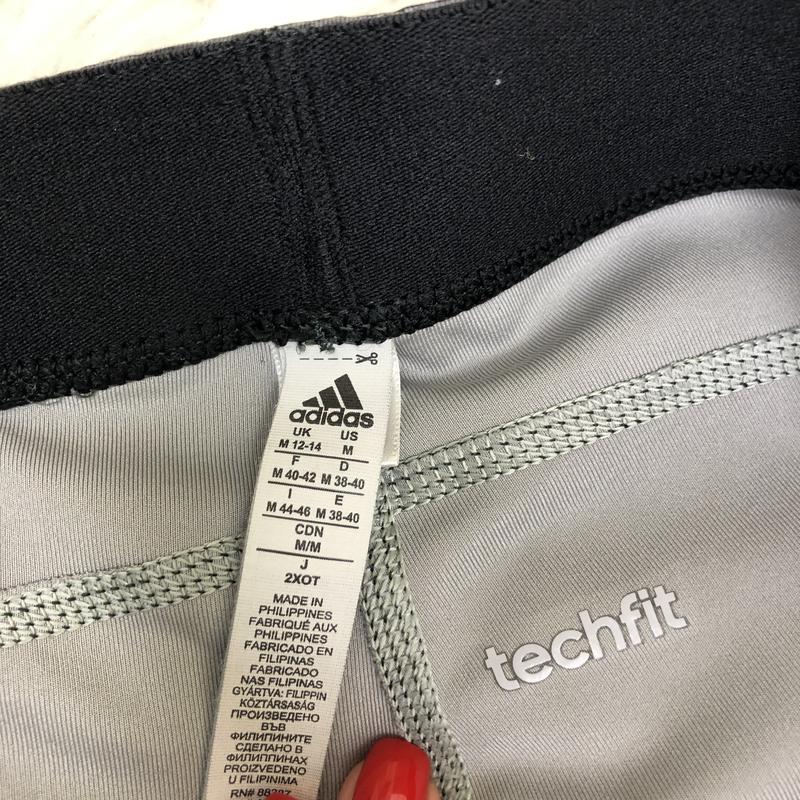 adidas
UK US
M 12-14 M
F D
M 40-42 M 38-40
I E
M 44-46 M 38-40
CDN
M/M
J
2XOT
MADE IN
PHILIPPINES
FABRIQUÉ AUX
PHILIPPINES
FABRICADO EN
FILIPINAS
FABRICADO
NAS FILIPINAS
GYÁRTVA: FILIPPIN
KÖZTÁRSASÁG
ПРОИЗВЕДЕНО
ВЪВ
ФИЛИПИНИТЕ
СДЕЛАНО В
ФИЛИППИНАХ
PROIZVEDENO
U FILIPINIMA
RN#
techfit